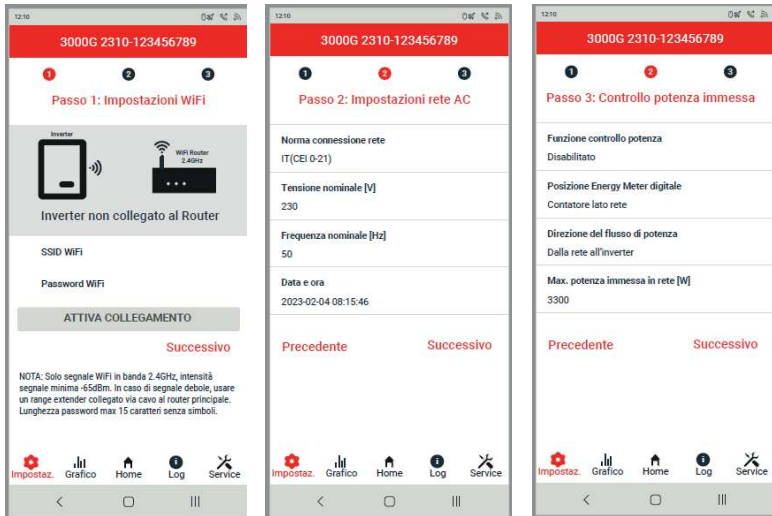 12:10
3000G 2310-123456789
1 2 3
Passo 1: Impostazioni WiFi
Inverter
WiFi Router
2.4GHz
Inverter non collegato al Router
SSID WiFi
Password WiFi
ATTIVA COLLEGAMENTO
Successivo
NOTA: Solo segnale WiFi in banda 2.4GHz, intensità
segnale minima -65dBm. In caso di segnale debole, usare
un range extender collegato via cavo al router principale.
Lunghezza password max 15 caratteri senza simboli.
Impostaz. Grafico Home Log Service
12:10
3000G 2310-123456789
1 2 3
Passo 2: Impostazioni rete AC
Norma connessione rete
IT(CEI 0-21)
Tensione nominale [V]
230
Frequenza nominale [Hz]
50
Data e ora
2023-02-04 08:15:46
Precedente Successivo
Impostaz. Grafico Home Log Service
12:10
3000G 2310-123456789
1 2 3
Passo 3: Controllo potenza immessa
Funzione controllo potenza
Disabilitato
Posizione Energy Meter digitale
Contatore lato rete
Direzione del flusso di potenza
Dalla rete all'inverter
Max. potenza immessa in rete [W]
3300
Precedente Successivo
Impostaz. Grafico Home Log Service